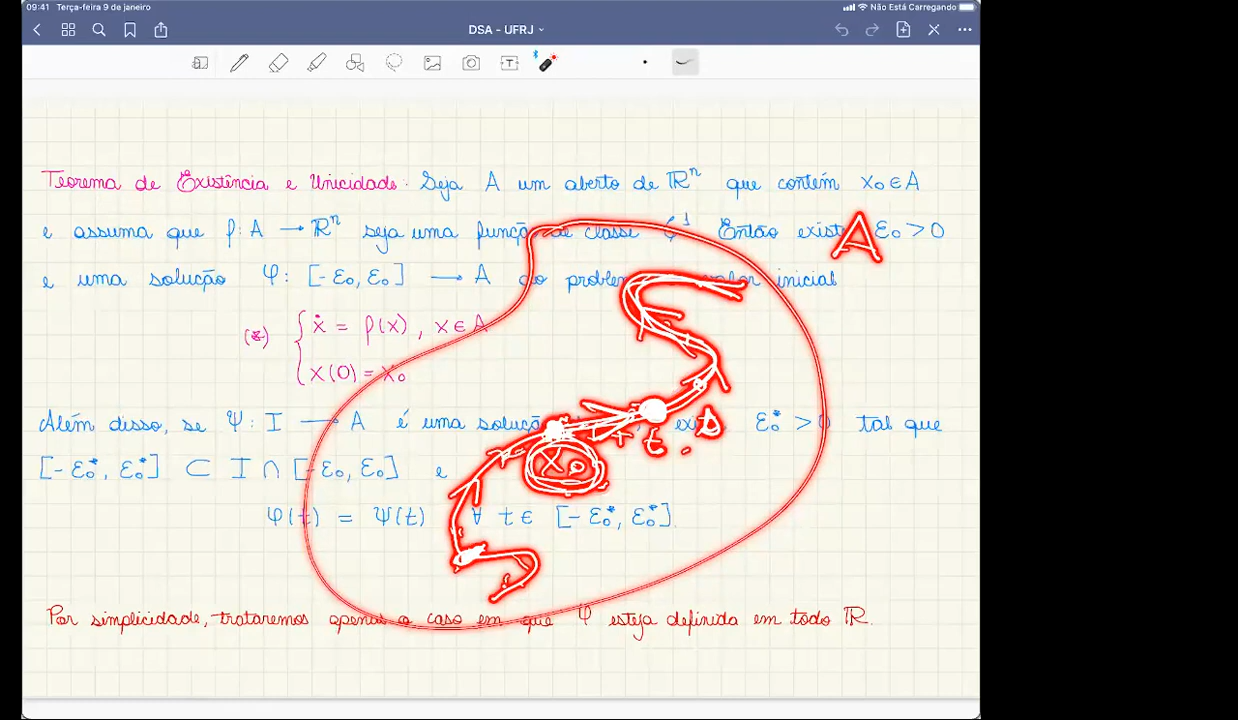 09:41 Terça-feira 9 de janeiro
Não Está Carregando
DSA - UFRJ
Teorema de Existência e Unicidade: Seja A um aberto de ℝⁿ que contém x₀ ∈ A
e assuma que f: A → ℝⁿ seja uma função de classe C¹ Então existe ε₀ > 0
A
e uma solução φ: [-ε₀, ε₀] → A do problema valor inicial
(*) { ẋ = f(x), x ∈ A
x(0) = x₀
Além disso, se ψ: I → A é uma solução ε₀* > 0 tal que
[-ε₀*, ε₀*] ⊂ I ∩ [-ε₀, ε₀] e
x₀
φ(t) = ψ(t) ∀ t ∈ [-ε₀*, ε₀*].
Por simplicidade, trataremos apenas o caso em que φ esteja definida em todo ℝ.